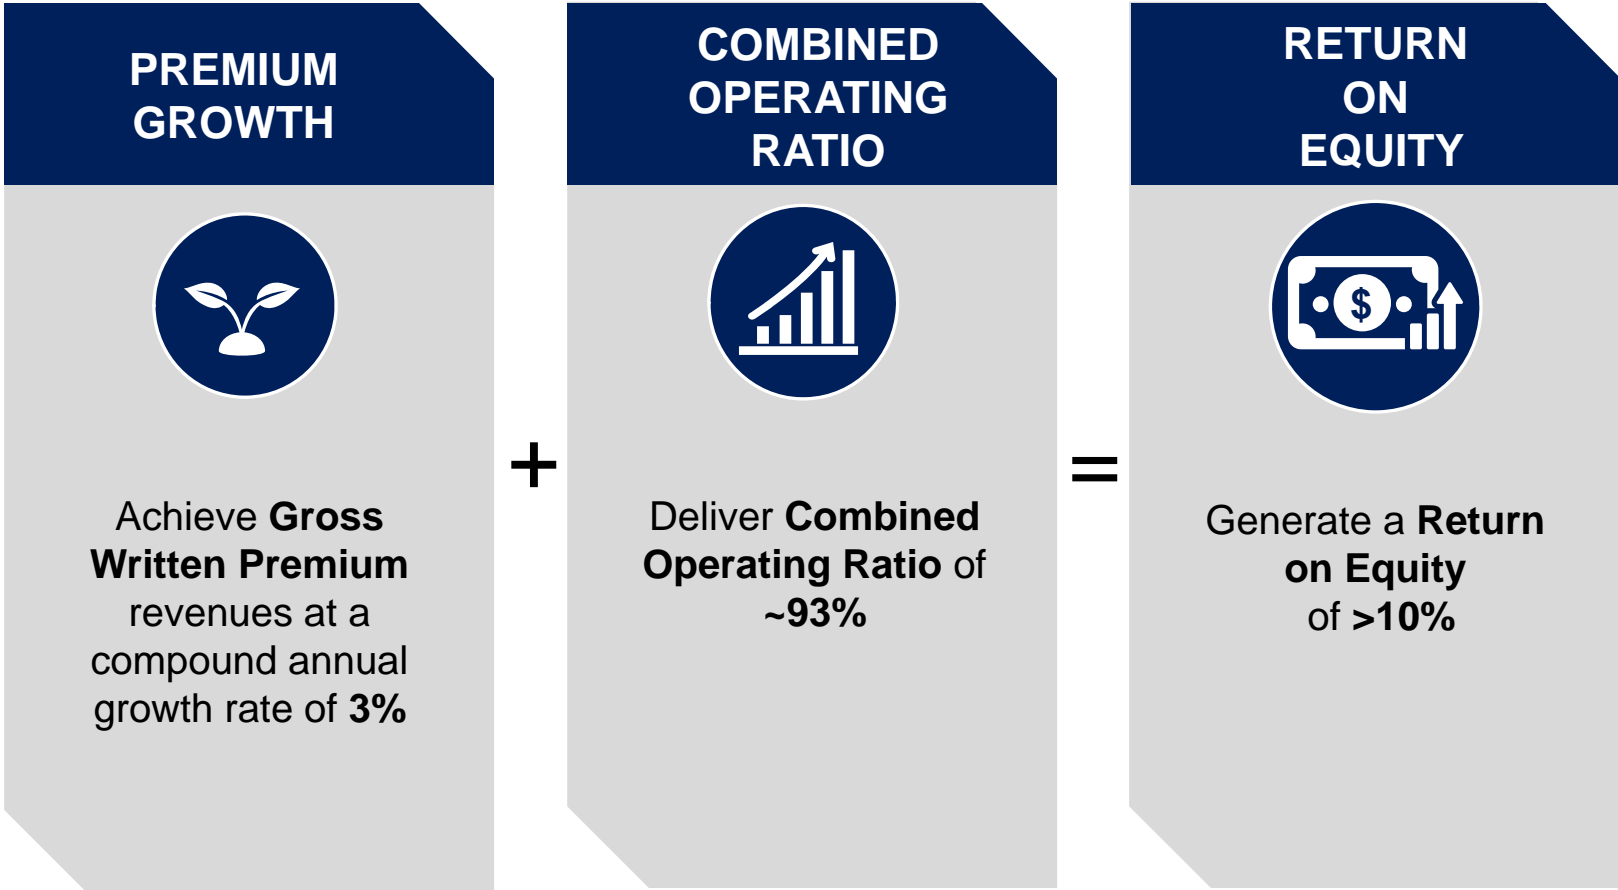 PREMIUM
GROWTH
Achieve Gross
Written Premium
revenues at a
compound annual
growth rate of 3%
+
COMBINED
OPERATING
RATIO
Deliver Combined
Operating Ratio of
~93%
=
RETURN
ON
EQUITY
$
Generate a Return
on Equity
of >10%